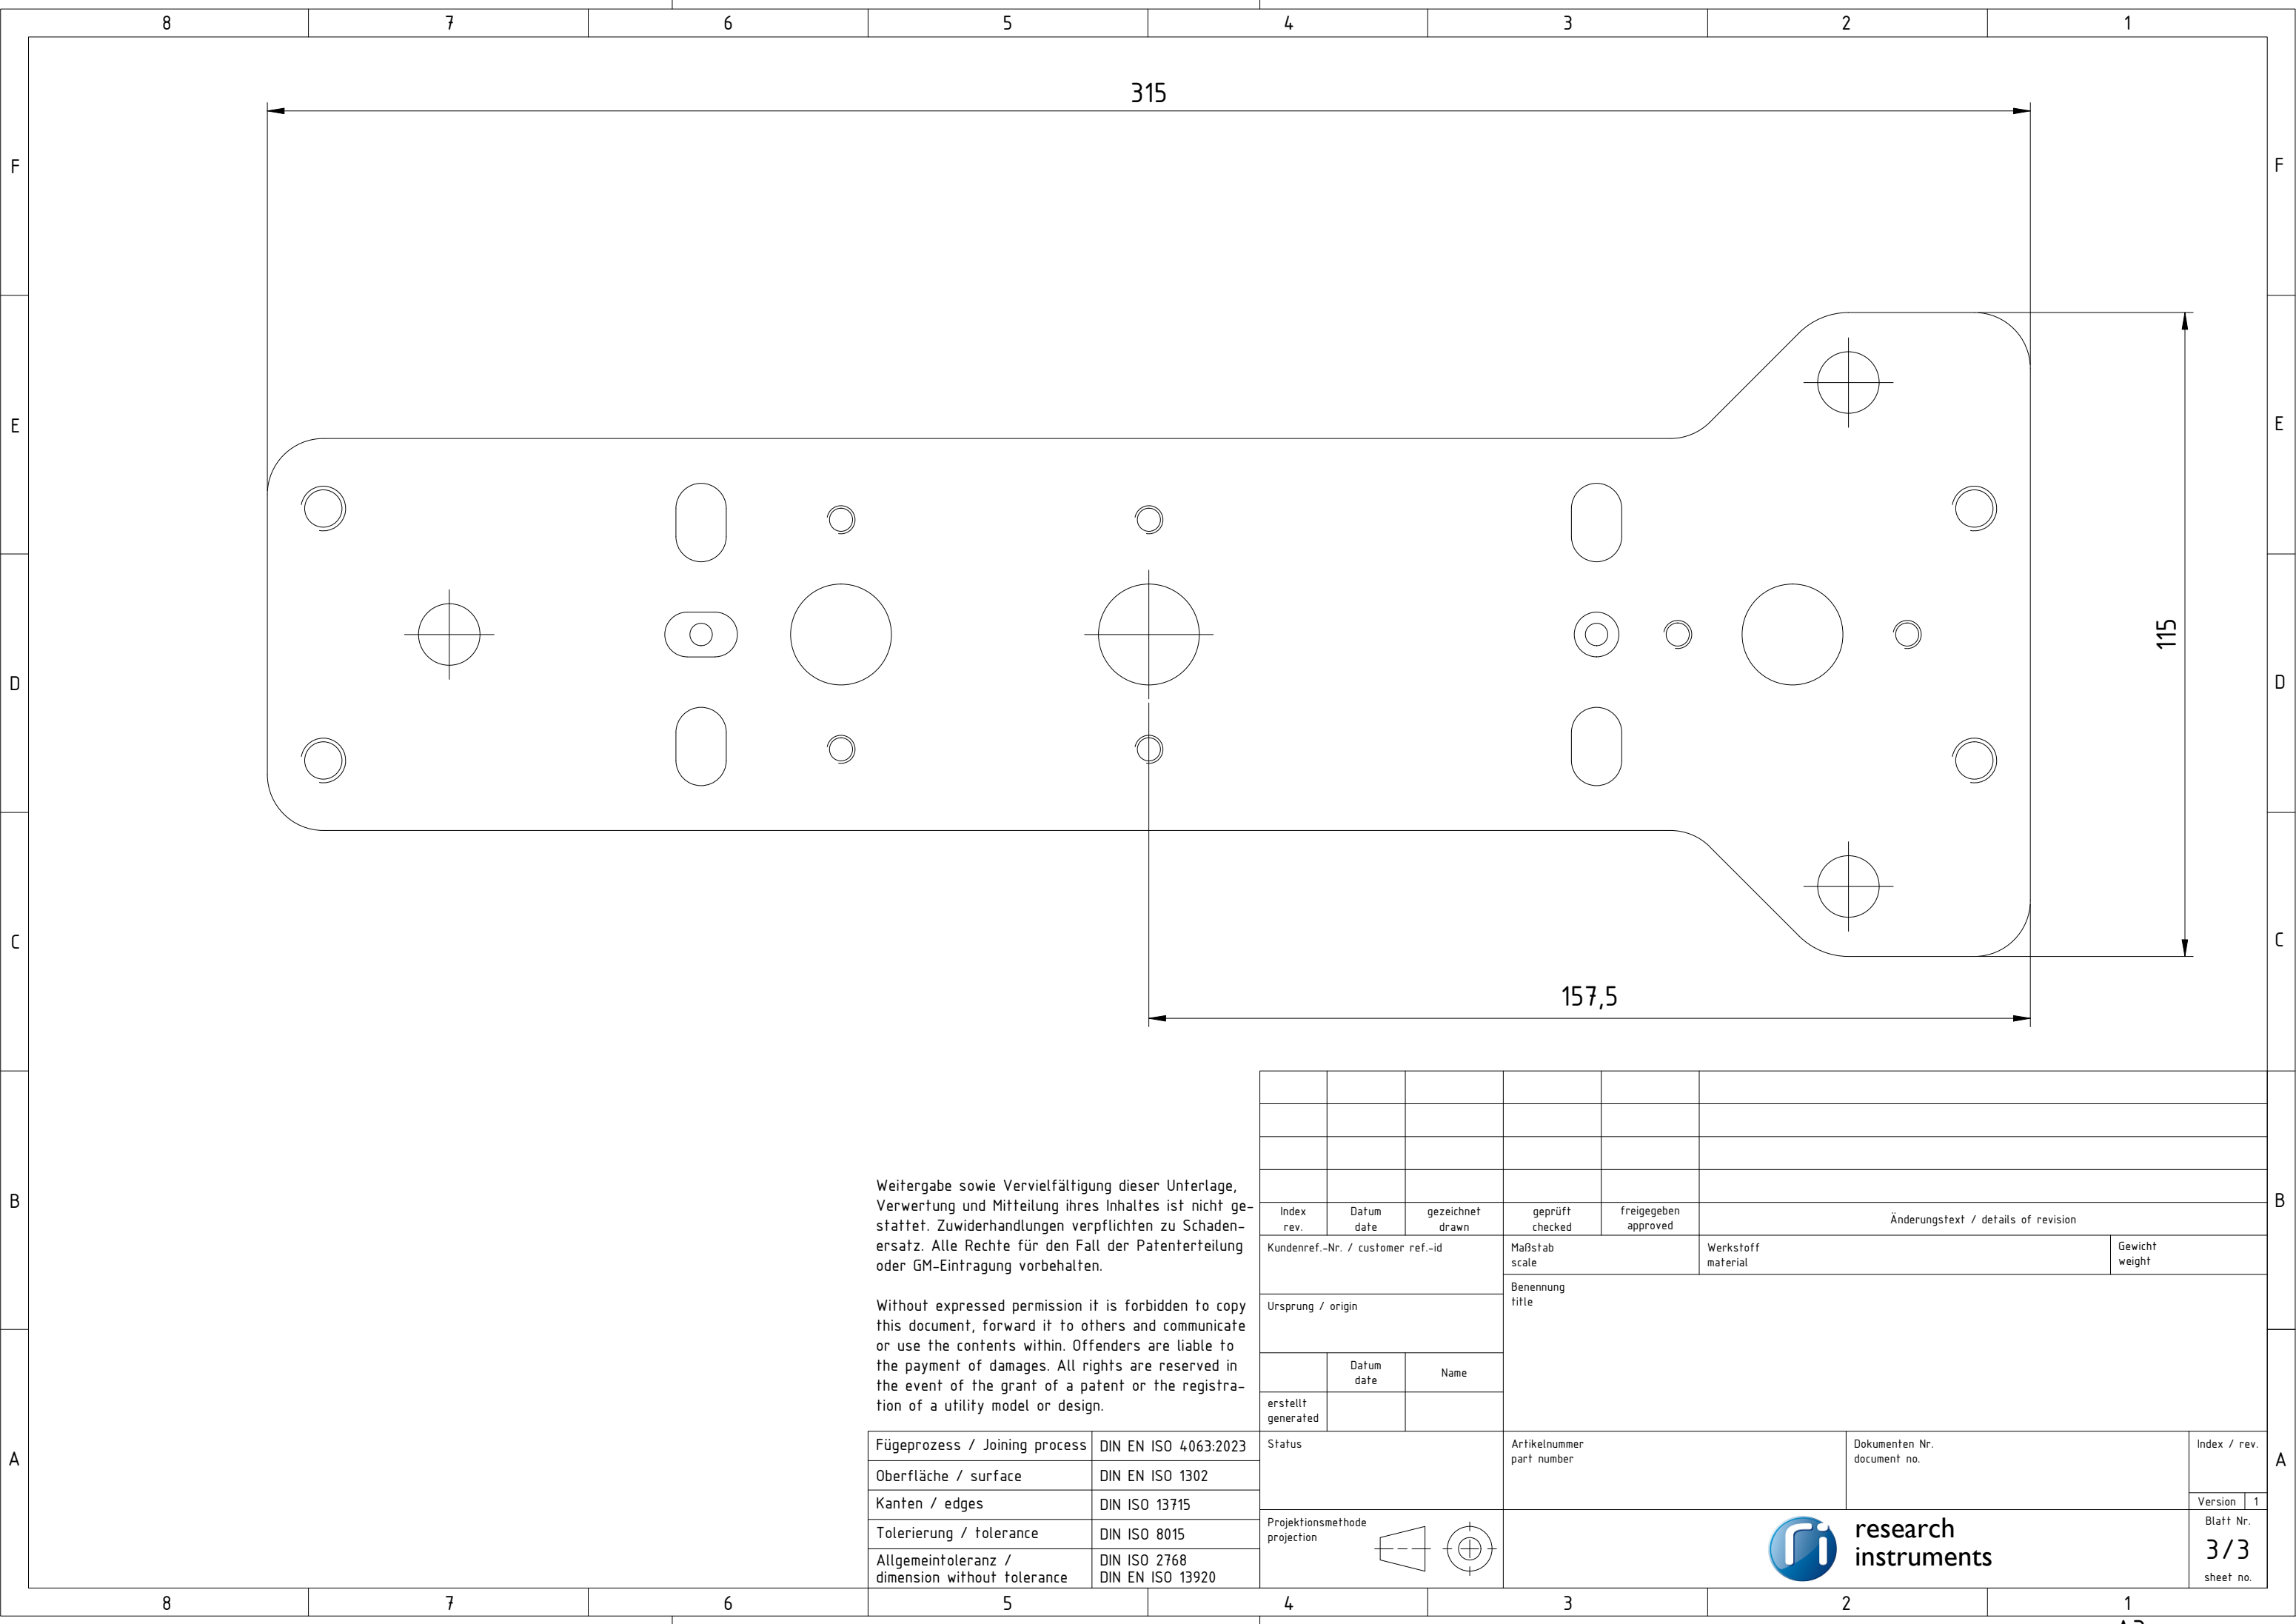 8 7 6 5 4 3 2 1
315
F F
E E
115
D D
C C
157,5
Weitergabe sowie Vervielfältigung dieser Unterlage,
Verwertung und Mitteilung ihres Inhaltes ist nicht ge-
stattet. Zuwiderhandlungen verpflichten zu Schaden-
ersatz. Alle Rechte für den Fall der Patenterteilung
oder GM-Eintragung vorbehalten.
Without expressed permission it is forbidden to copy
this document, forward it to others and communicate
or use the contents within. Offenders are liable to
the payment of damages. All rights are reserved in
the event of the grant of a patent or the registra-
tion of a utility model or design.
B B
Index
rev.
Datum
date
gezeichnet
drawn
geprüft
checked
freigegeben
approved
Änderungstext / details of revision
Kundenref.-Nr. / customer ref.-id
Maßstab
scale
Werkstoff
material
Gewicht
weight
Ursprung / origin
Benennung
title
Datum
date
Name
erstellt
generated
A A
Fügeprozess / Joining process DIN EN ISO 4063:2023
Oberfläche / surface DIN EN ISO 1302
Kanten / edges DIN ISO 13715
Tolerierung / tolerance DIN ISO 8015
Allgemeintoleranz / DIN ISO 2768
dimension without tolerance DIN EN ISO 13920
Status
Artikelnummer
part number
Dokumenten Nr.
document no.
Index / rev.
Version 1
Projektionsmethode
projection
ri
research
instruments
Blatt Nr.
3/3
sheet no.
8 7 6 5 4 3 2 1